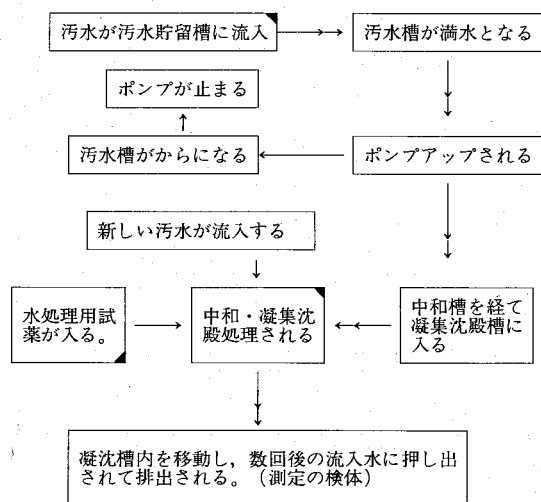 汚水が汚水貯留槽に流入
汚水槽が満水となる
ポンプが止まる
汚水槽がからになる
ポンプアップされる
新しい汚水が流入する
水処理用試
薬が入る。
中和・凝集沈
殿処理される
中和槽を経て
凝集沈殿槽に
入る
凝沈槽内を移動し，数回後の流入水に押し出
されて排出される。（測定の検体）